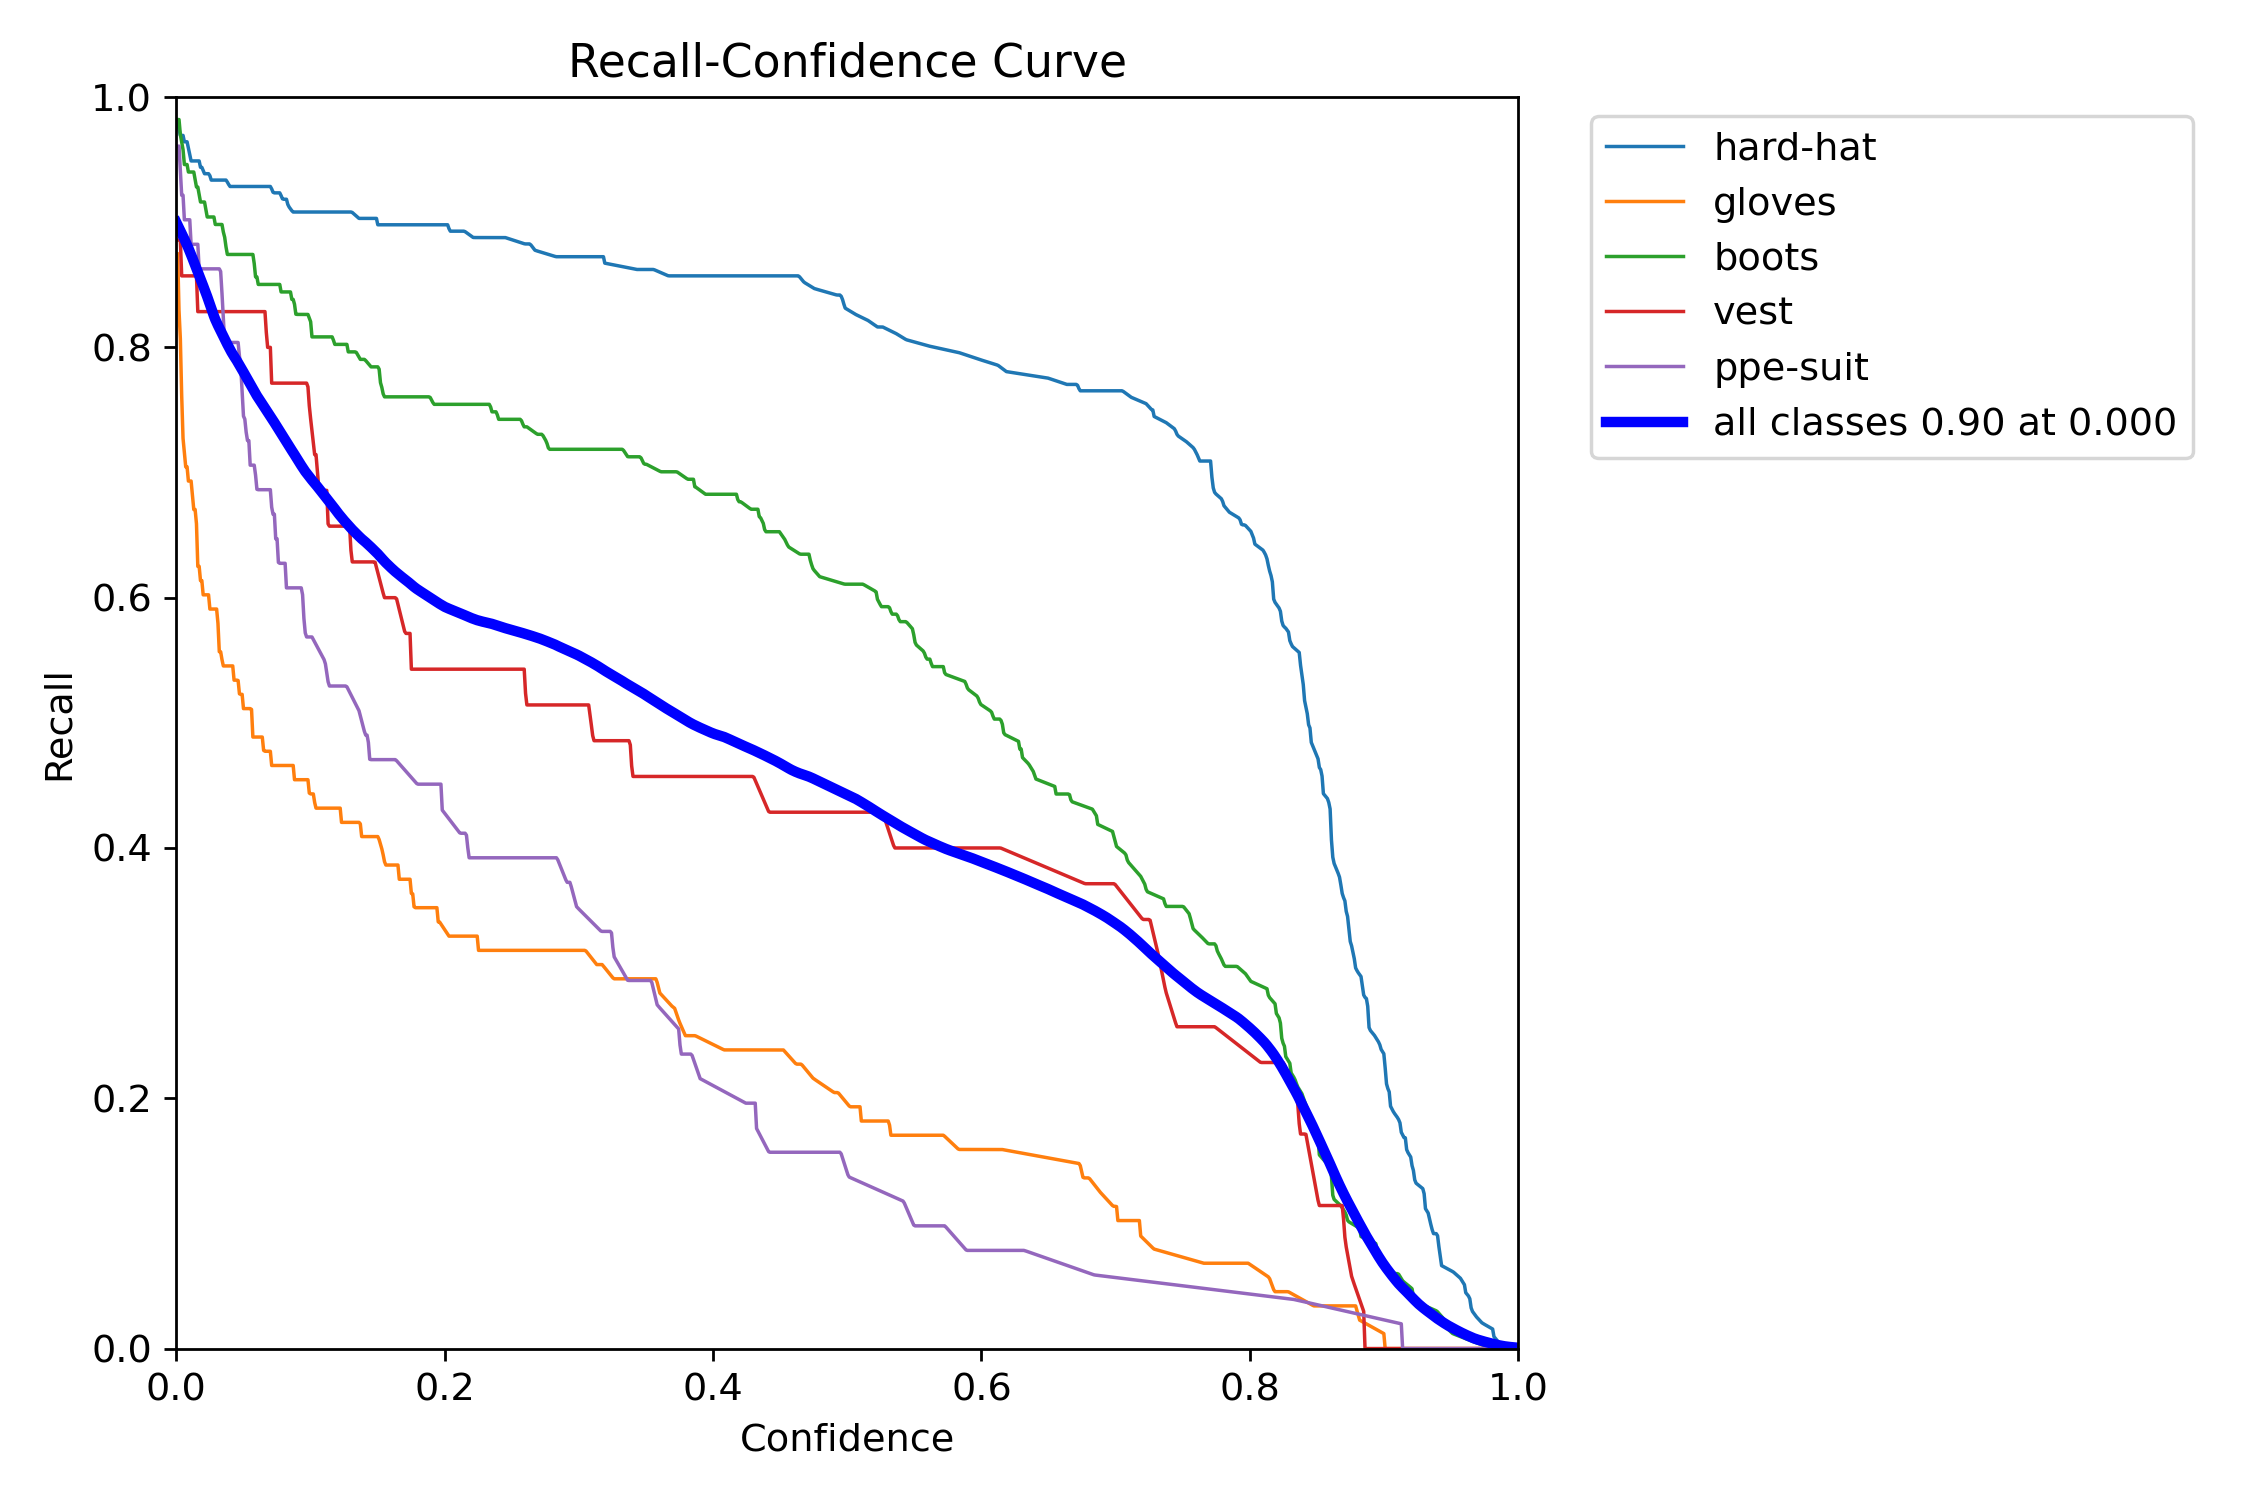 Recall-Confidence Curve
1.0
0.8
0.6
0.4
0.2
0.0
Recall
0.0 0.2 0.4 0.6 0.8 1.0
Confidence
hard-hat
gloves
boots
vest
ppe-suit
all classes 0.90 at 0.000